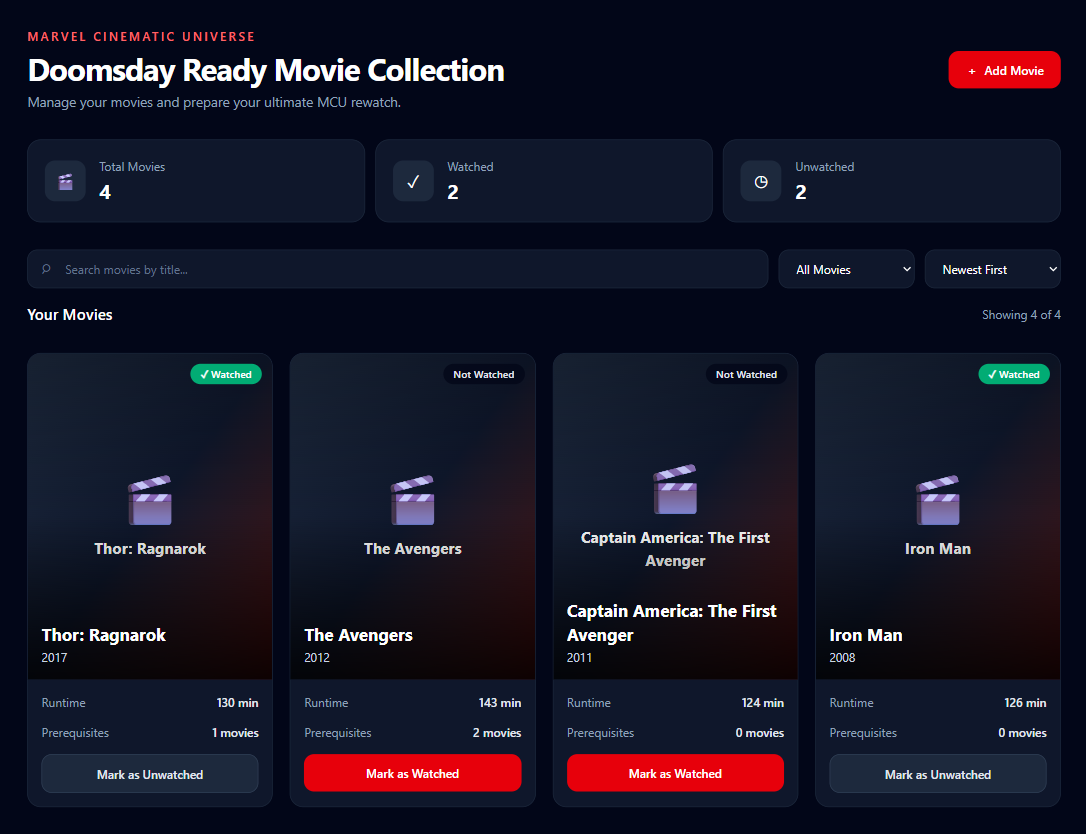 MARVEL CINEMATIC UNIVERSE
Doomsday Ready Movie Collection
Manage your movies and prepare your ultimate MCU rewatch.
+ Add Movie
Total Movies
4
✓
Watched
2
Unwatched
2
Search movies by title...
All Movies
Newest First
Your Movies
Showing 4 of 4
✓ Watched
Thor: Ragnarok
Thor: Ragnarok
2017
Runtime 130 min
Prerequisites 1 movies
Mark as Unwatched
Not Watched
The Avengers
The Avengers
2012
Runtime 143 min
Prerequisites 2 movies
Mark as Watched
Not Watched
Captain America: The First
Avenger
Captain America: The First
Avenger
2011
Runtime 124 min
Prerequisites 0 movies
Mark as Watched
✓ Watched
Iron Man
Iron Man
2008
Runtime 126 min
Prerequisites 0 movies
Mark as Unwatched